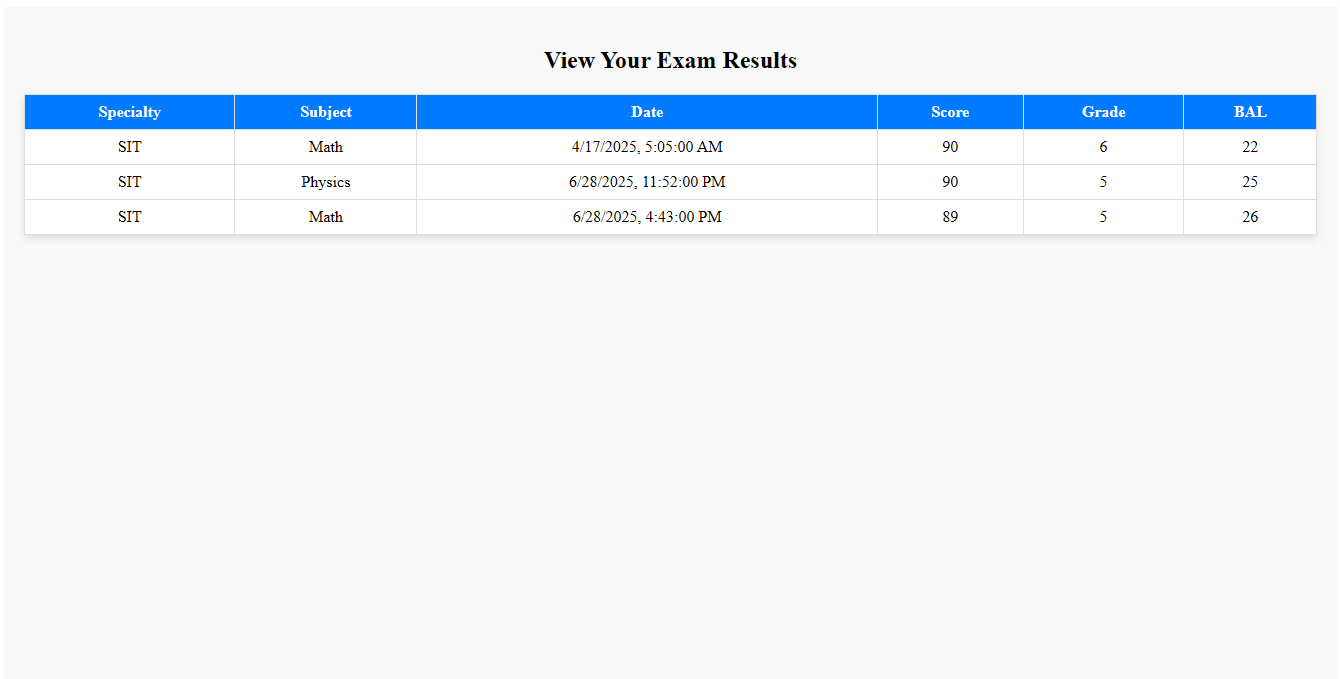 View Your Exam Results
Specialty Subject Date Score Grade BAL
SIT Math 4/17/2025, 5:05:00 AM 90 6 22
SIT Physics 6/28/2025, 11:52:00 PM 90 5 25
SIT Math 6/28/2025, 4:43:00 PM 89 5 26